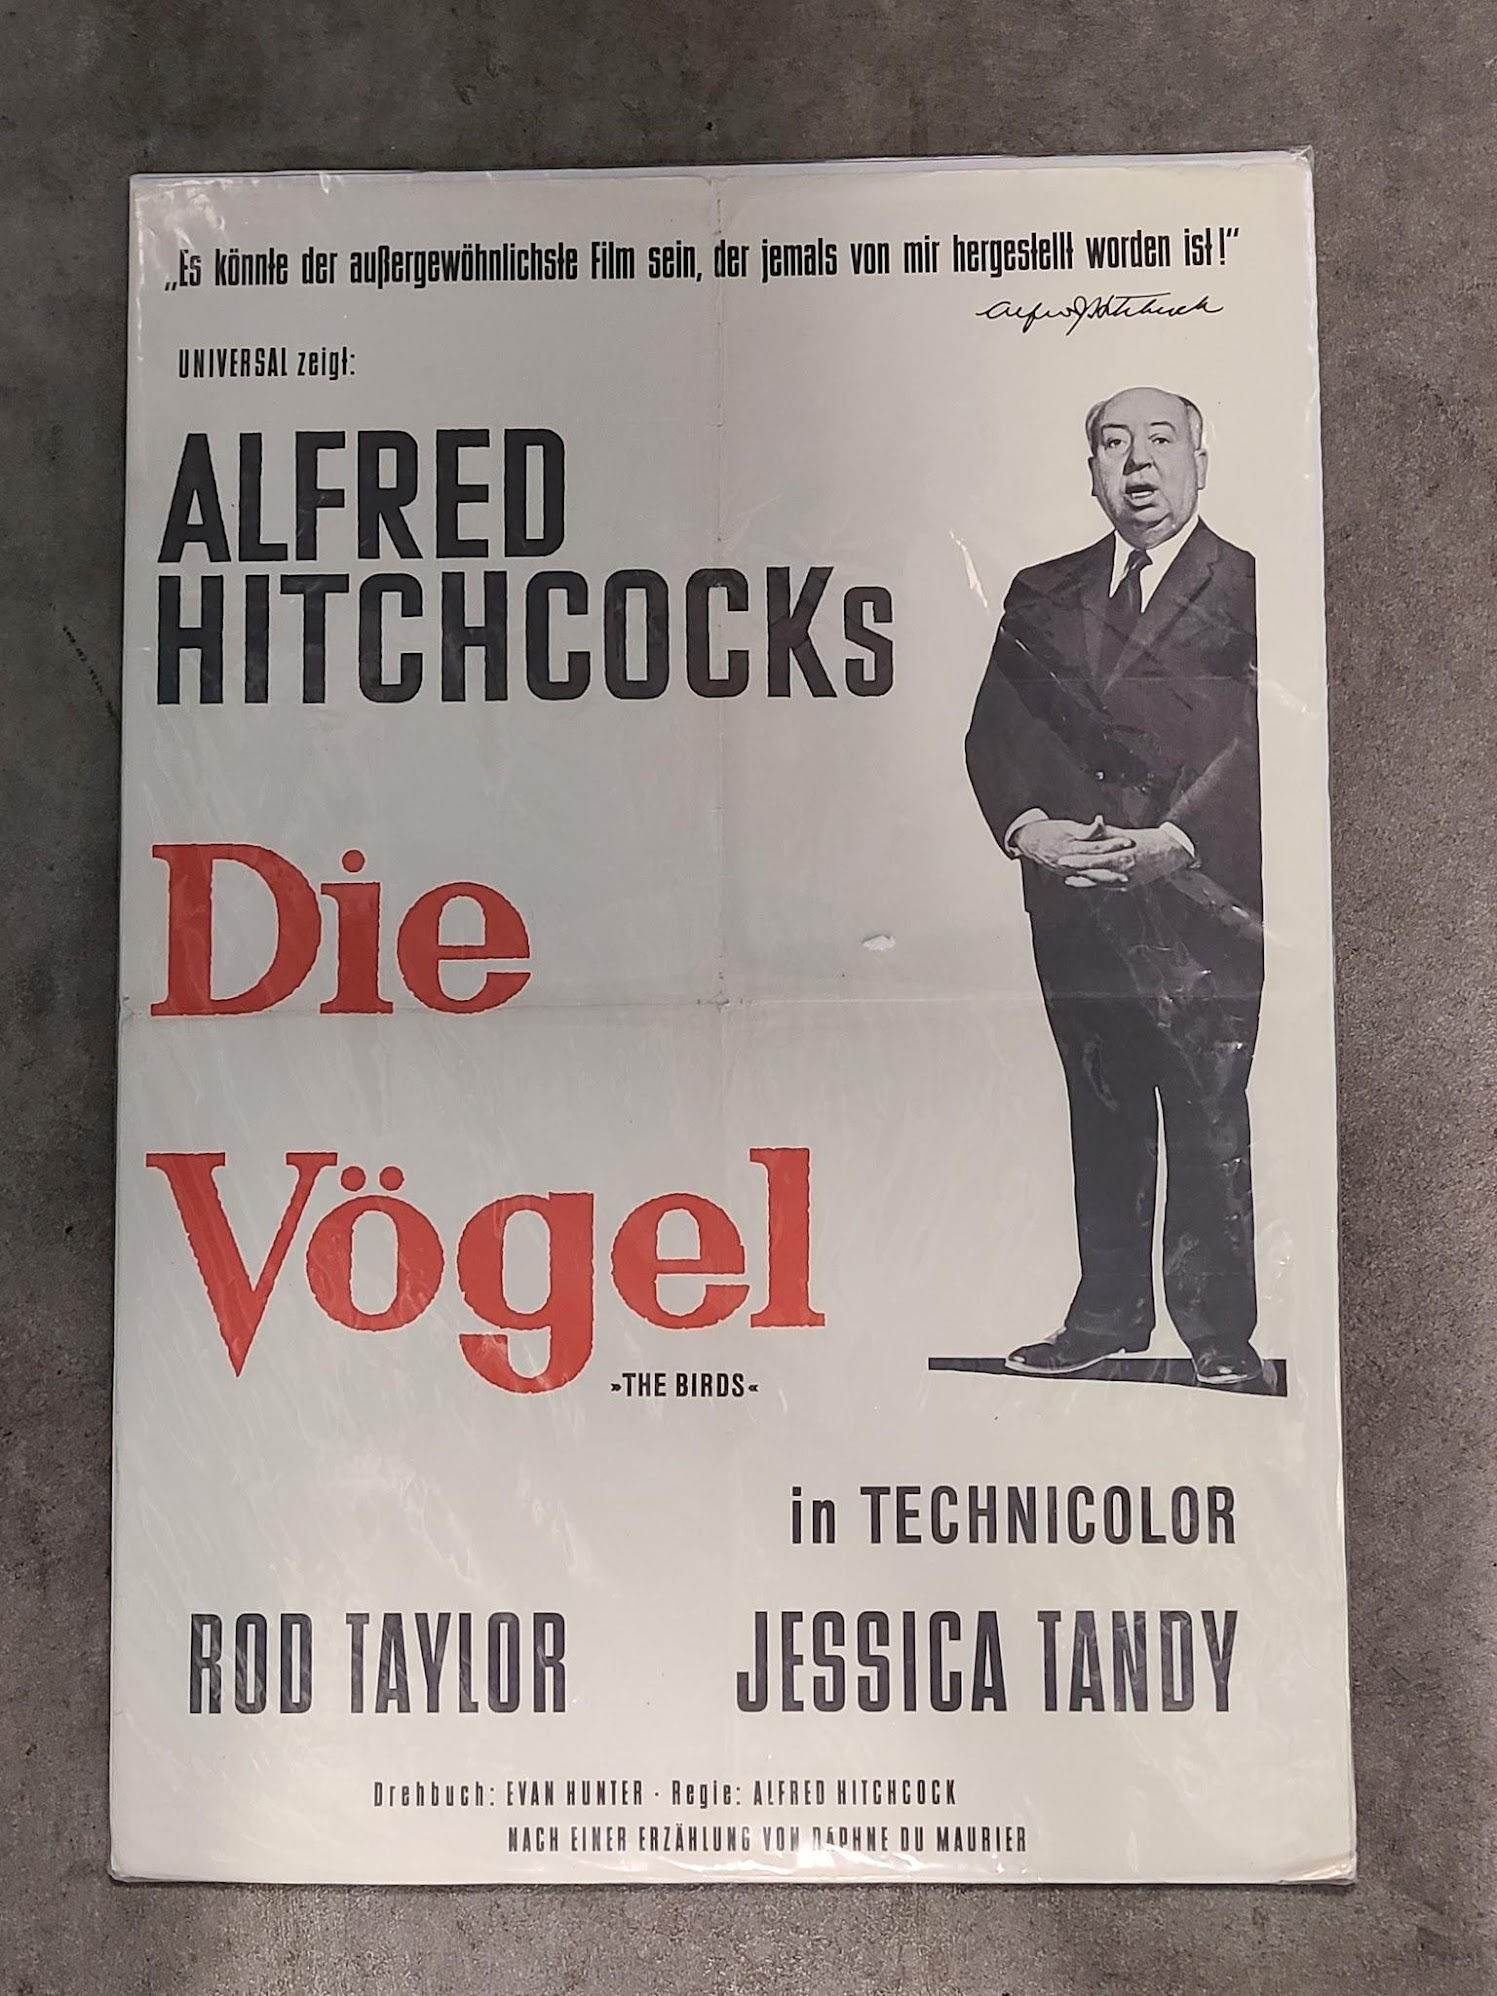 „Es könnte der außergewöhnlichste Film sein, der jemals von mir hergestellt worden ist!“
Alfred J Hitchcock
UNIVERSAL zeigt:
ALFRED
HITCHCOCKs
Die
Vögel
»THE BIRDS«
in TECHNICOLOR
ROD TAYLOR JESSICA TANDY
Drehbuch: EVAN HUNTER · Regie: ALFRED HITCHCOCK
NACH EINER ERZÄHLUNG VON DAPHNE DU MAURIER